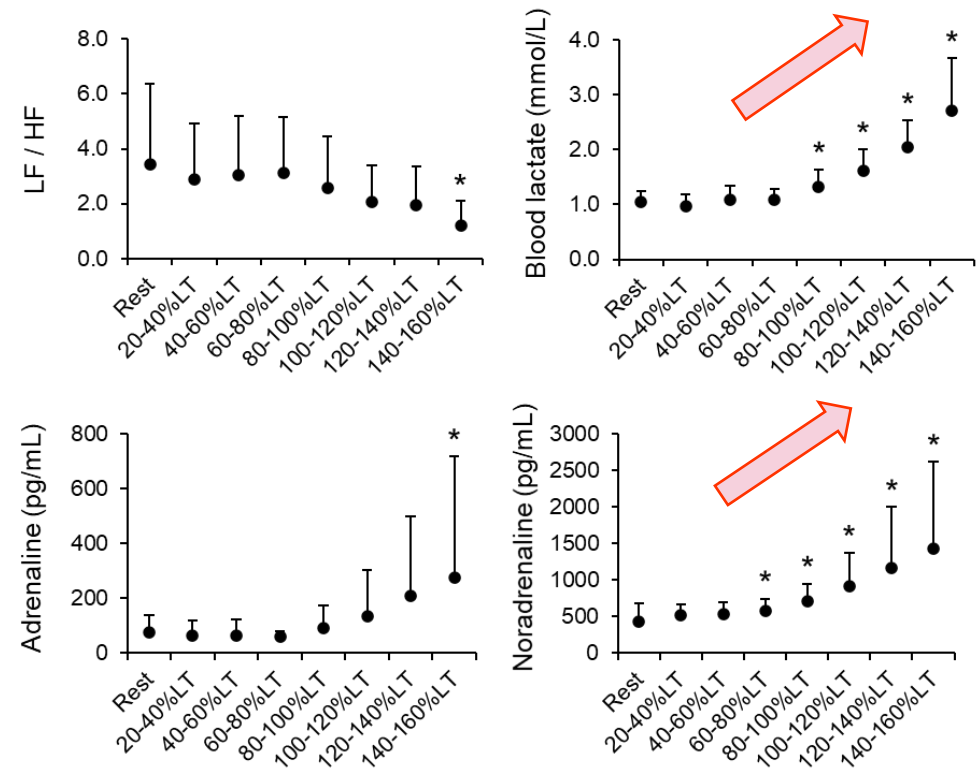 LF / HF
8.0
6.0
4.0
2.0
0.0
*
Rest
20-40%LT
40-60%LT
60-80%LT
80-100%LT
100-120%LT
120-140%LT
140-160%LT
Blood lactate (mmol/L)
4.0
3.0
2.0
1.0
0.0
*
*
*
*
Rest
20-40%LT
40-60%LT
60-80%LT
80-100%LT
100-120%LT
120-140%LT
140-160%LT
Adrenaline (pg/mL)
800
600
400
200
0
*
Rest
20-40%LT
40-60%LT
60-80%LT
80-100%LT
100-120%LT
120-140%LT
140-160%LT
Noradrenaline (pg/mL)
3000
2500
2000
1500
1000
500
0
*
*
*
*
*
Rest
20-40%LT
40-60%LT
60-80%LT
80-100%LT
100-120%LT
120-140%LT
140-160%LT